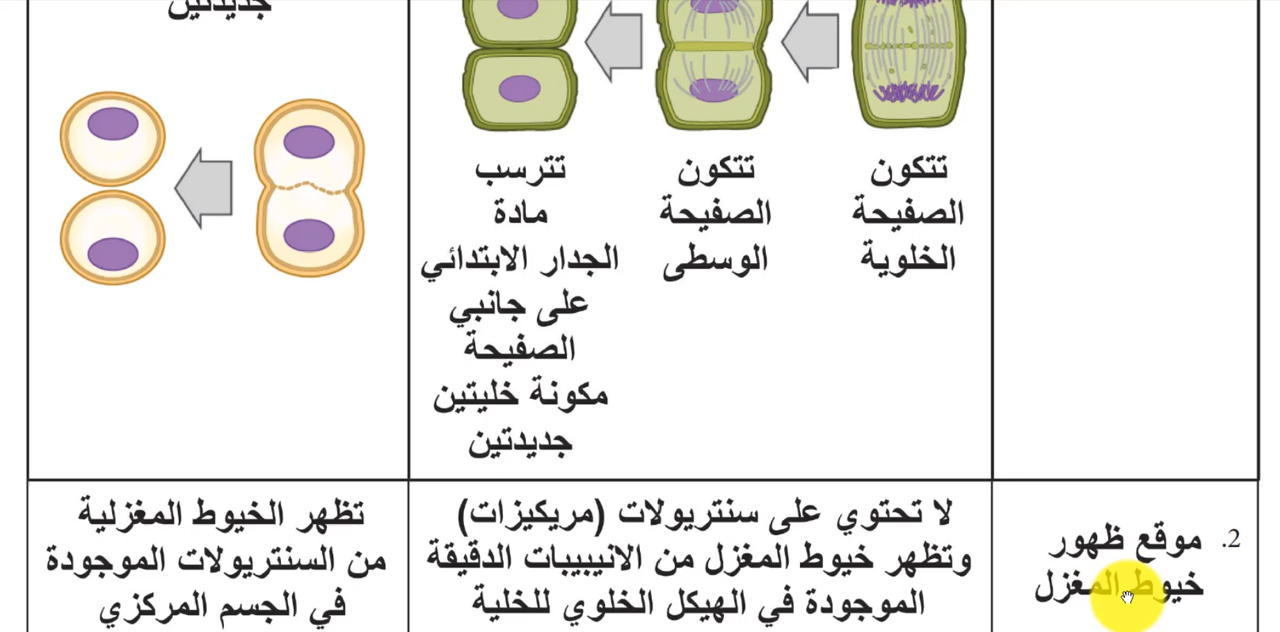 جديدتين
تتكون
الصفيحة
الخلوية
تتكون
الصفيحة
الوسطى
تترسب
مادة
الجدار الابتدائي
على جانبي
الصفيحة
مكونة خليتين
جديدتين
2. موقع ظهور
خيوط المغزل
لا تحتوي على سنتريولات (مريكيزات)
وتظهر خيوط المغزل من الانيبيبات الدقيقة
الموجودة في الهيكل الخلوي للخلية
تظهر الخيوط المغزلية
من السنتريولات الموجودة
في الجسم المركزي